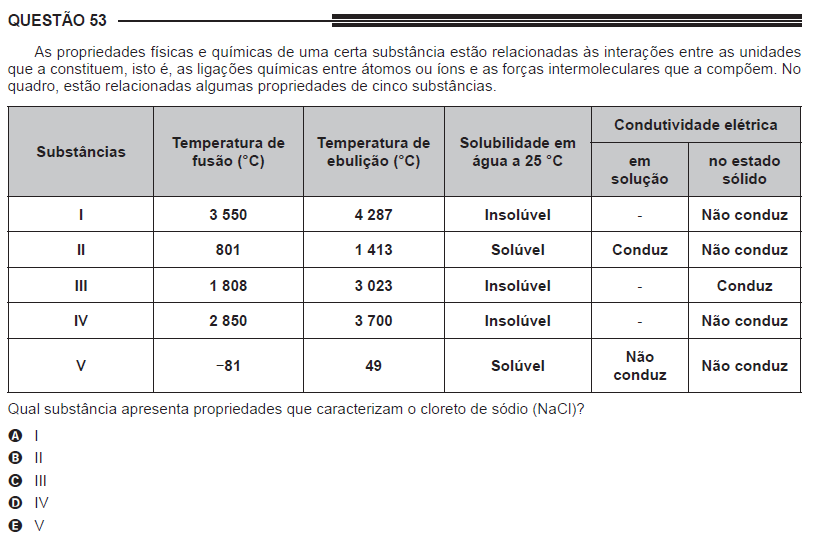 QUESTÃO 53
As propriedades físicas e químicas de uma certa substância estão relacionadas às interações entre as unidades
que a constituem, isto é, as ligações químicas entre átomos ou íons e as forças intermoleculares que a compõem. No
quadro, estão relacionadas algumas propriedades de cinco substâncias.
Substâncias
Temperatura de
fusão (°C)
Temperatura de
ebulição (°C)
Solubilidade em
água a 25 °C
Condutividade elétrica
em
solução
no estado
sólido
I 3 550 4 287 Insolúvel - Não conduz
II 801 1 413 Solúvel Conduz Não conduz
III 1 808 3 023 Insolúvel - Conduz
IV 2 850 3 700 Insolúvel - Não conduz
V −81 49 Solúvel Não
conduz Não conduz
Qual substância apresenta propriedades que caracterizam o cloreto de sódio (NaCl)?
A I
B II
C III
D IV
E V